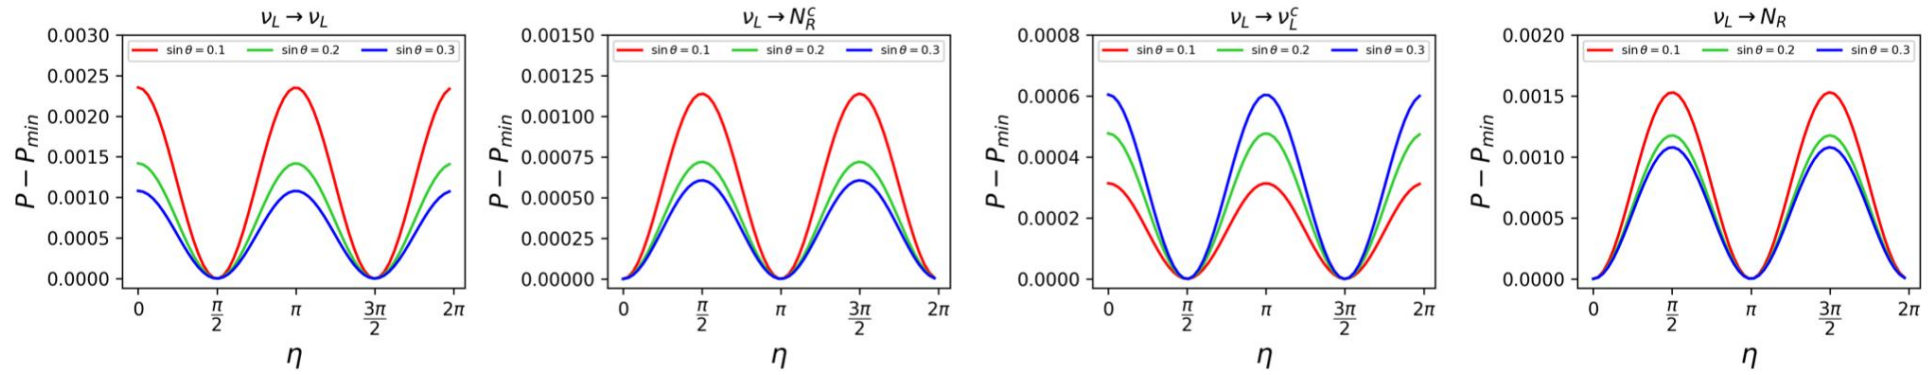 ν_L → ν_L
sin θ = 0.1 sin θ = 0.2 sin θ = 0.3
0.0030
0.0025
0.0020
0.0015
0.0010
0.0005
0.0000
P − P_min
0 π/2 π 3π/2 2π
η
ν_L → N_R^c
sin θ = 0.1 sin θ = 0.2 sin θ = 0.3
0.00150
0.00125
0.00100
0.00075
0.00050
0.00025
0.00000
P − P_min
0 π/2 π 3π/2 2π
η
ν_L → ν_L^c
sin θ = 0.1 sin θ = 0.2 sin θ = 0.3
0.0008
0.0006
0.0004
0.0002
0.0000
P − P_min
0 π/2 π 3π/2 2π
η
ν_L → N_R
sin θ = 0.1 sin θ = 0.2 sin θ = 0.3
0.0020
0.0015
0.0010
0.0005
0.0000
P − P_min
0 π/2 π 3π/2 2π
η